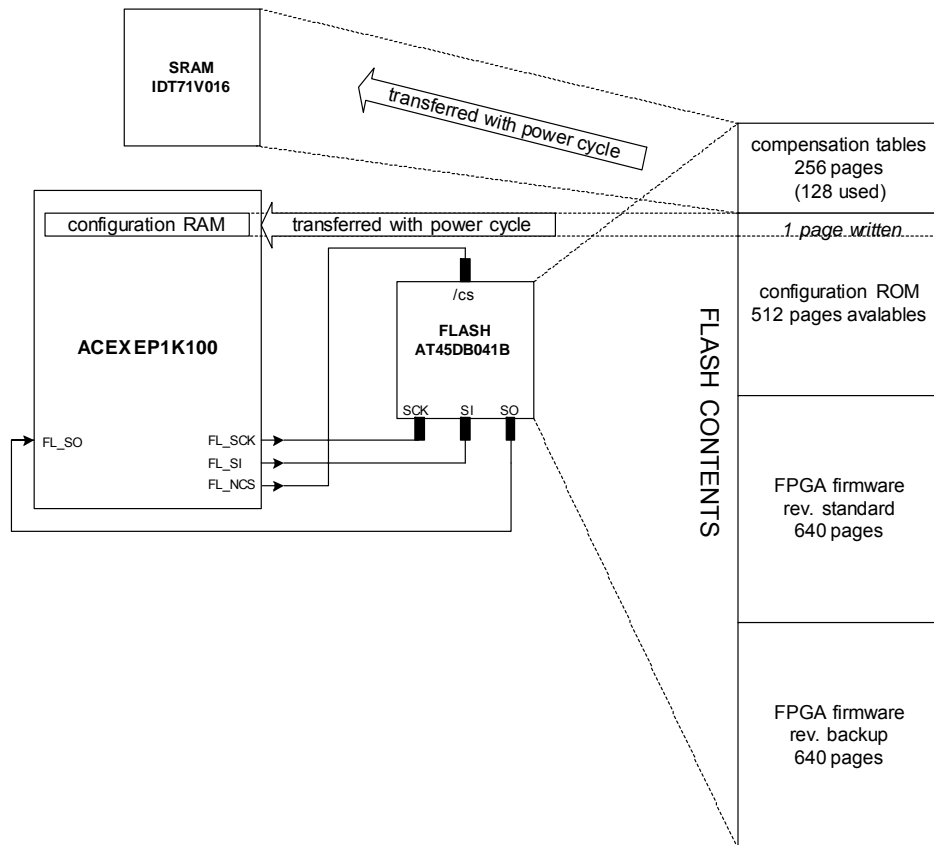 SRAM
IDT71V016
transferred with power cycle
compensation tables
256 pages
(128 used)
configuration RAM
transferred with power cycle
1 page written
/cs
configuration ROM
512 pages avalables
FLASH
AT45DB041B
ACEX EP1K100
FLASH CONTENTS
SCK SI SO
FL_SO
FL_SCK
FL_SI
FL_NCS
FPGA firmware
rev. standard
640 pages
FPGA firmware
rev. backup
640 pages